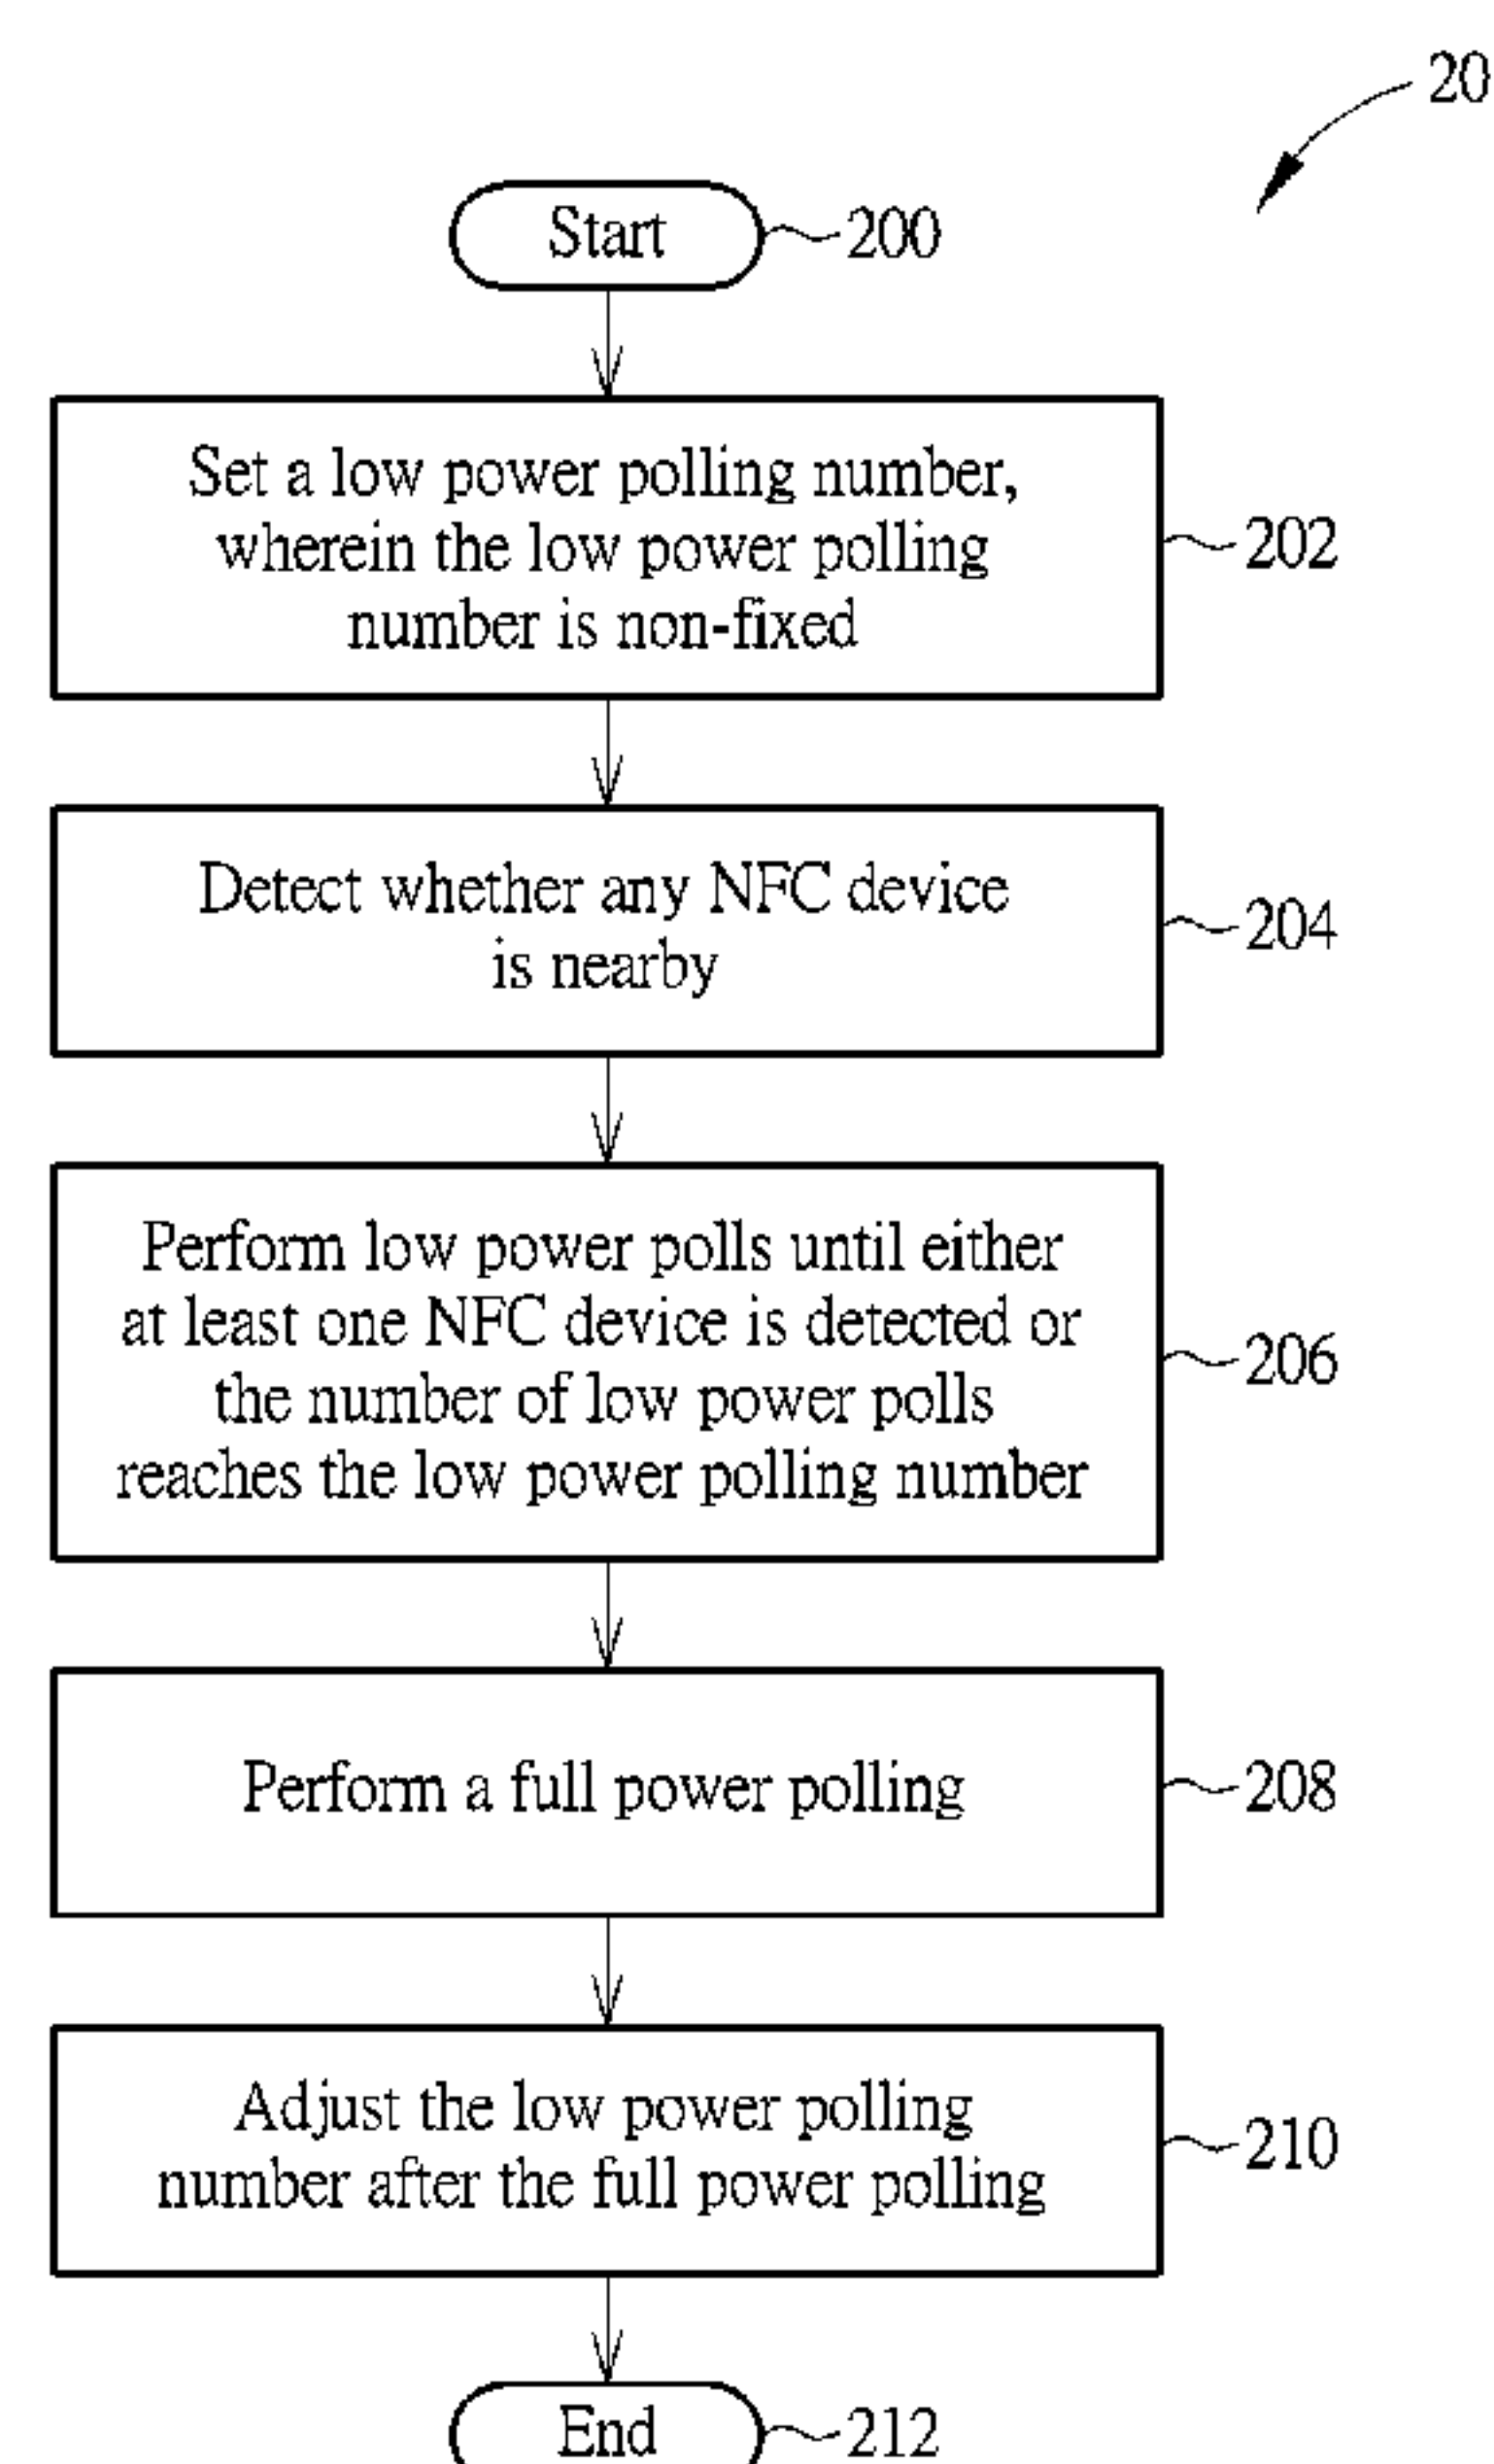 20
Start
200
Set a low power polling number,
wherein the low power polling
number is non-fixed
202
Detect whether any NFC device
is nearby
204
Perform low power polls until either
at least one NFC device is detected or
the number of low power polls
reaches the low power polling number
206
Perform a full power polling
208
Adjust the low power polling
number after the full power polling
210
End
212